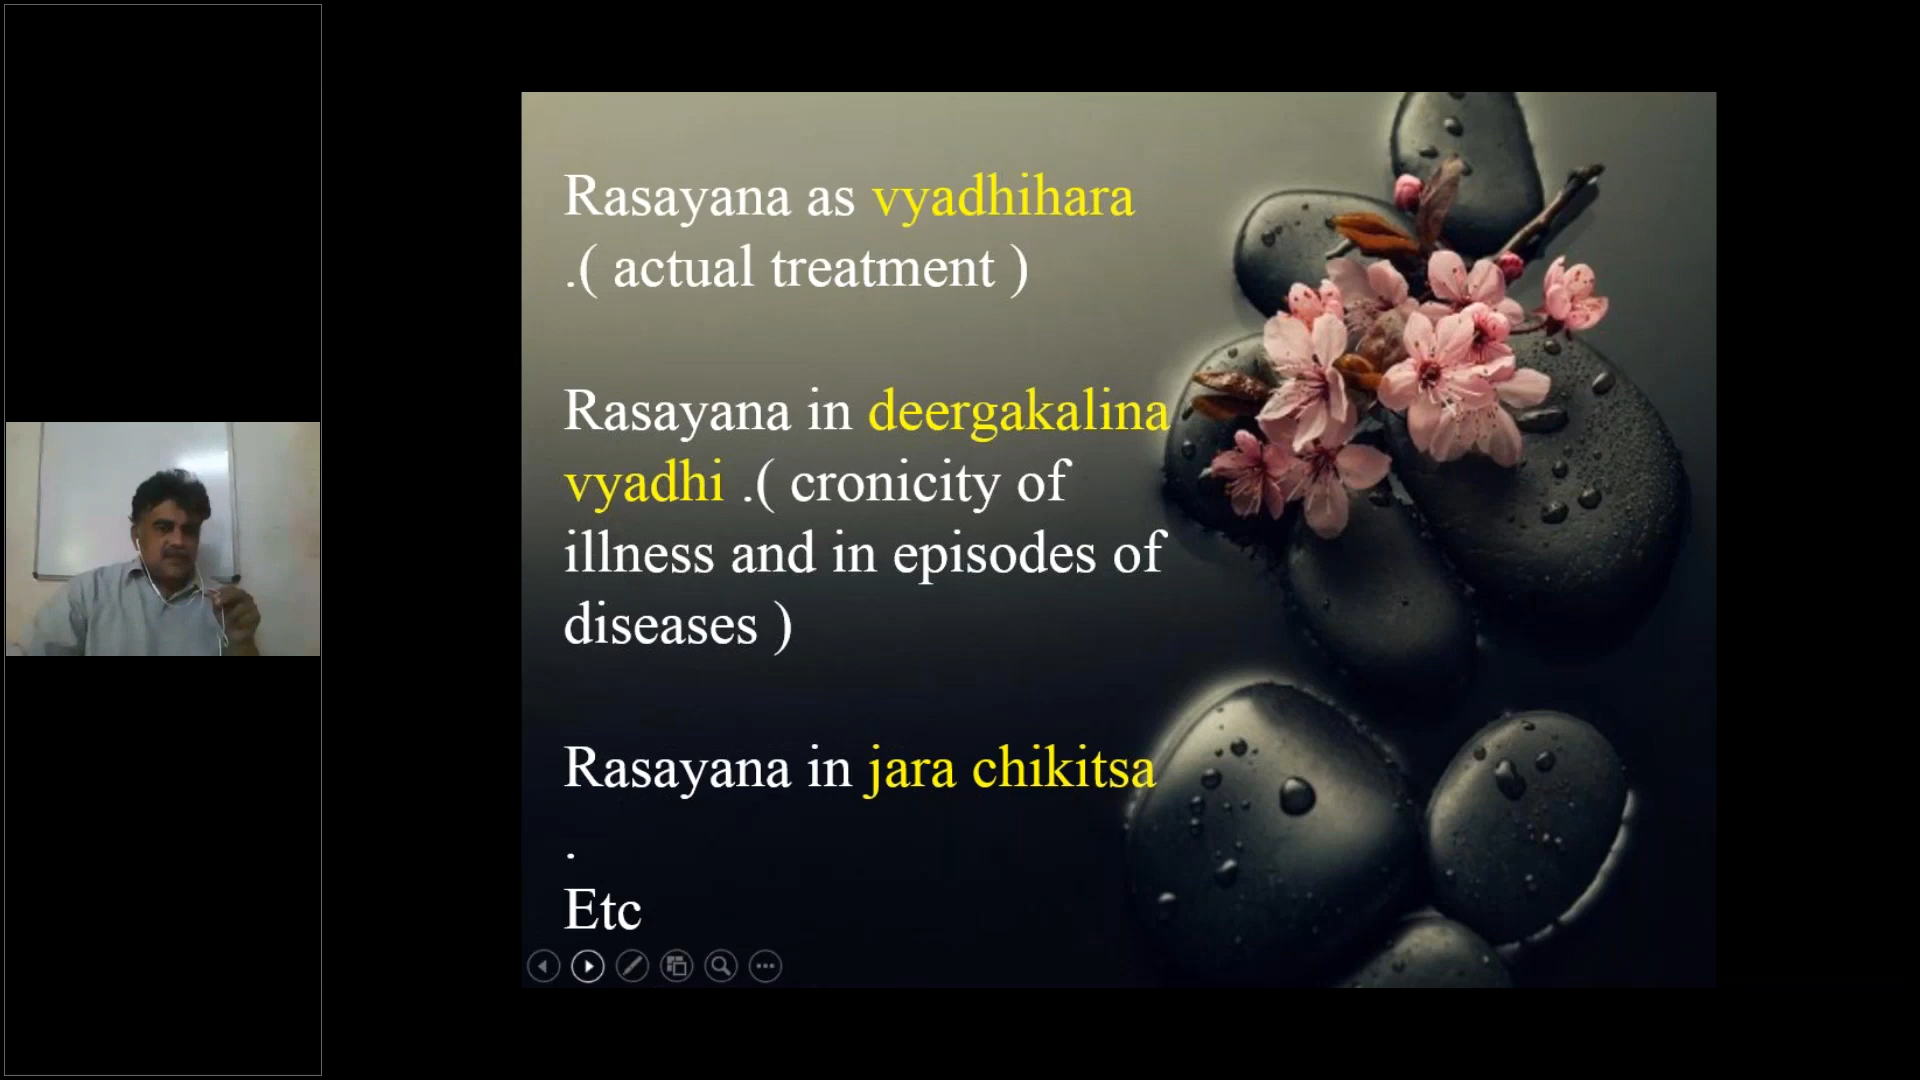 Rasayana as vyadhihara
.( actual treatment )
Rasayana in deergakalina
vyadhi .( cronicity of
illness and in episodes of
diseases )
Rasayana in jara chikitsa
.
Etc